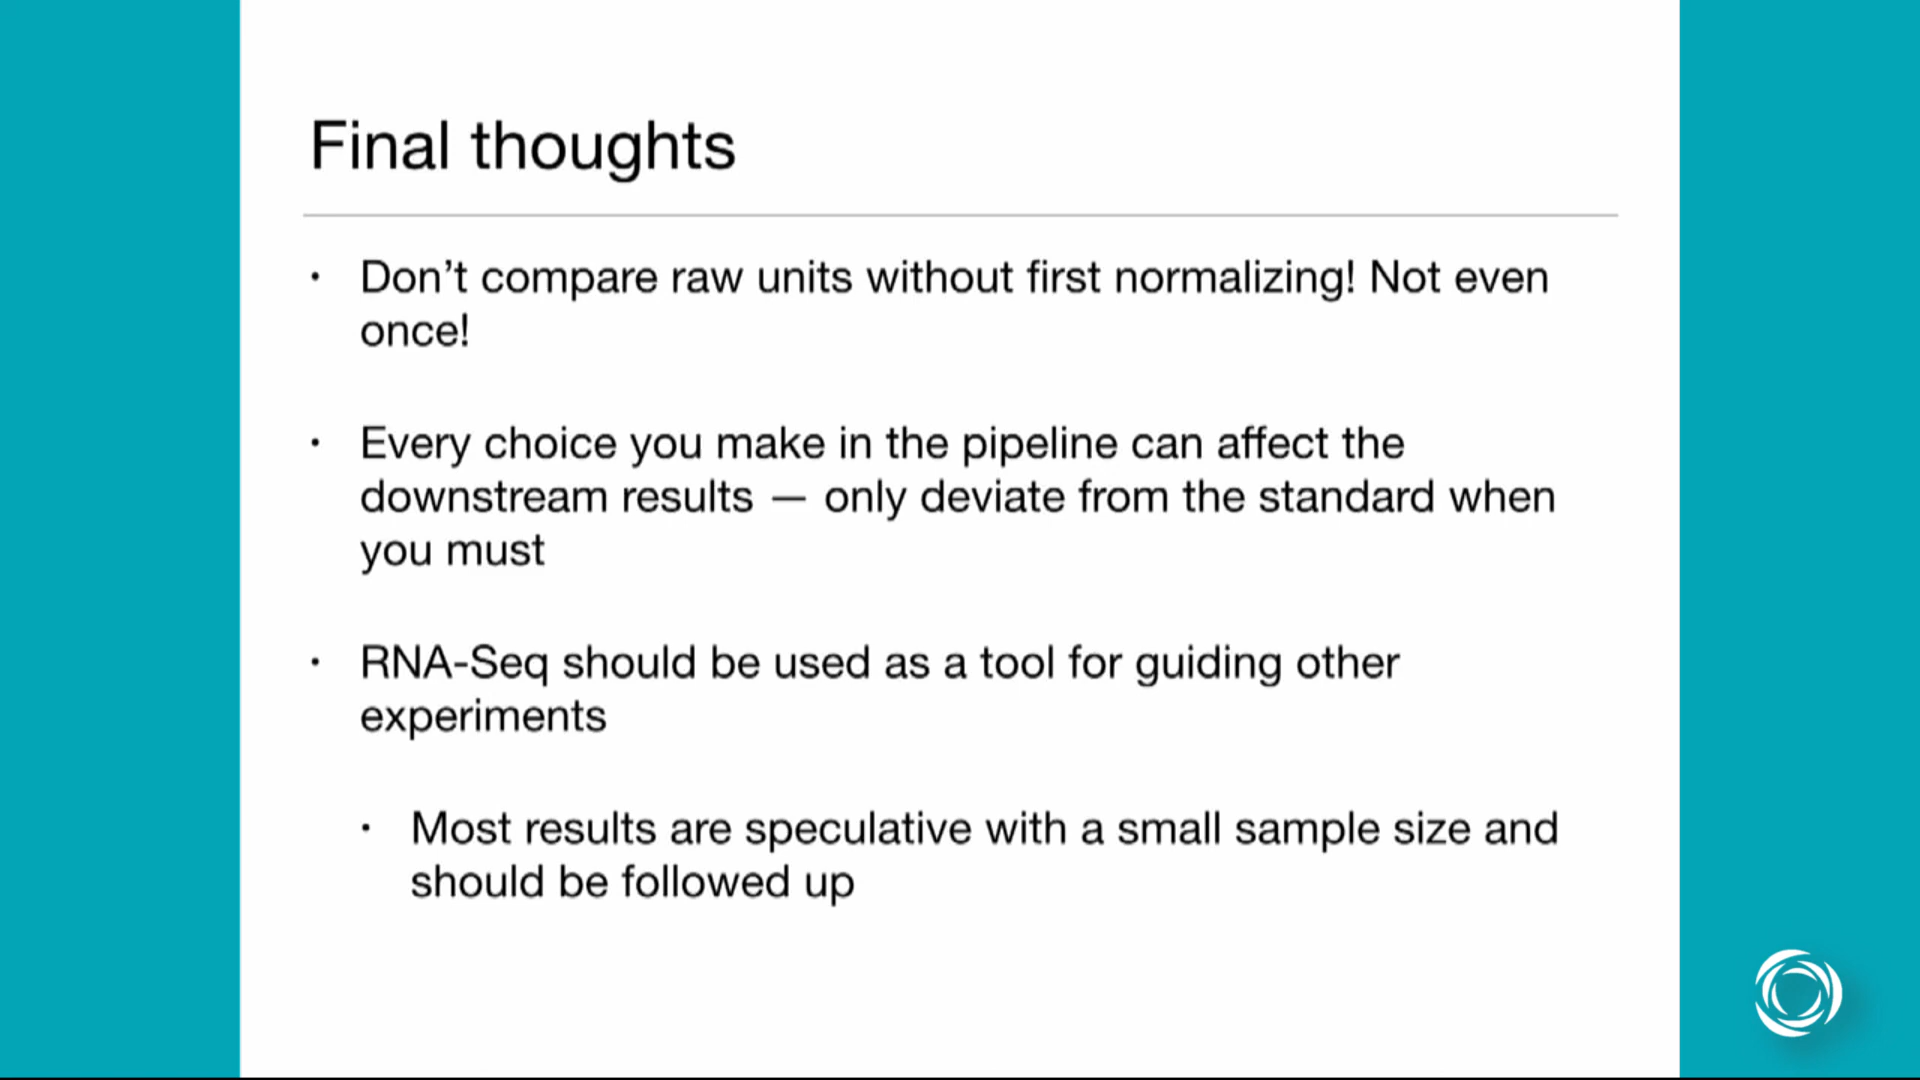 Final thoughts
• Don’t compare raw units without first normalizing! Not even
once!
• Every choice you make in the pipeline can affect the
downstream results — only deviate from the standard when
you must
• RNA-Seq should be used as a tool for guiding other
experiments
• Most results are speculative with a small sample size and
should be followed up